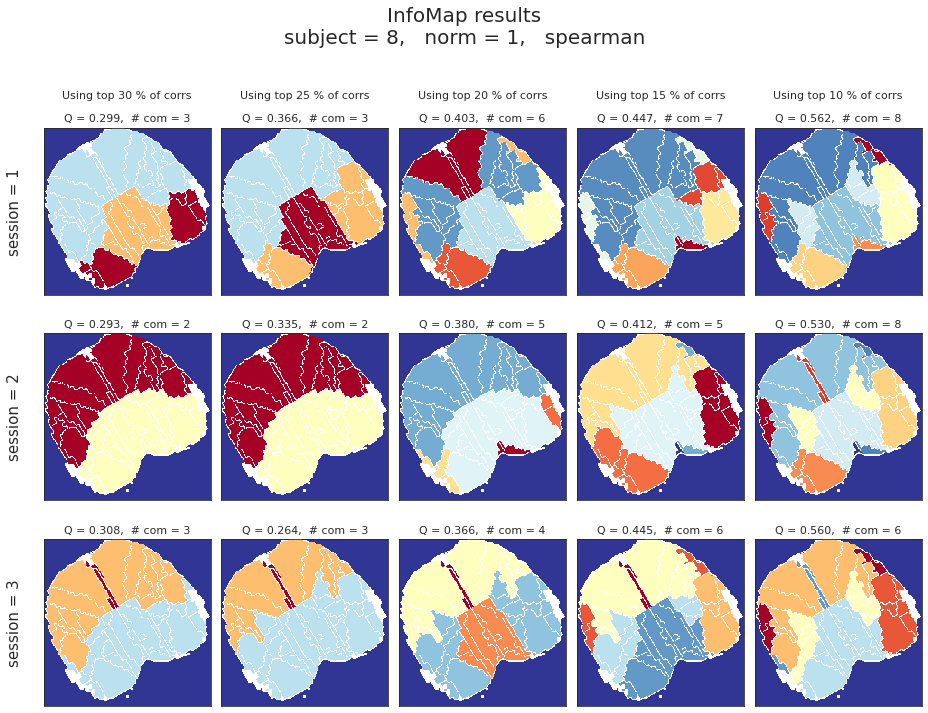 InfoMap results
subject = 8,   norm = 1,   spearman
Using top 30 % of corrs
Using top 25 % of corrs
Using top 20 % of corrs
Using top 15 % of corrs
Using top 10 % of corrs
Q = 0.299,  # com = 3
Q = 0.366,  # com = 3
Q = 0.403,  # com = 6
Q = 0.447,  # com = 7
Q = 0.562,  # com = 8
session = 1
Q = 0.293,  # com = 2
Q = 0.335,  # com = 2
Q = 0.380,  # com = 5
Q = 0.412,  # com = 5
Q = 0.530,  # com = 8
session = 2
Q = 0.308,  # com = 3
Q = 0.264,  # com = 3
Q = 0.366,  # com = 4
Q = 0.445,  # com = 6
Q = 0.560,  # com = 6
session = 3